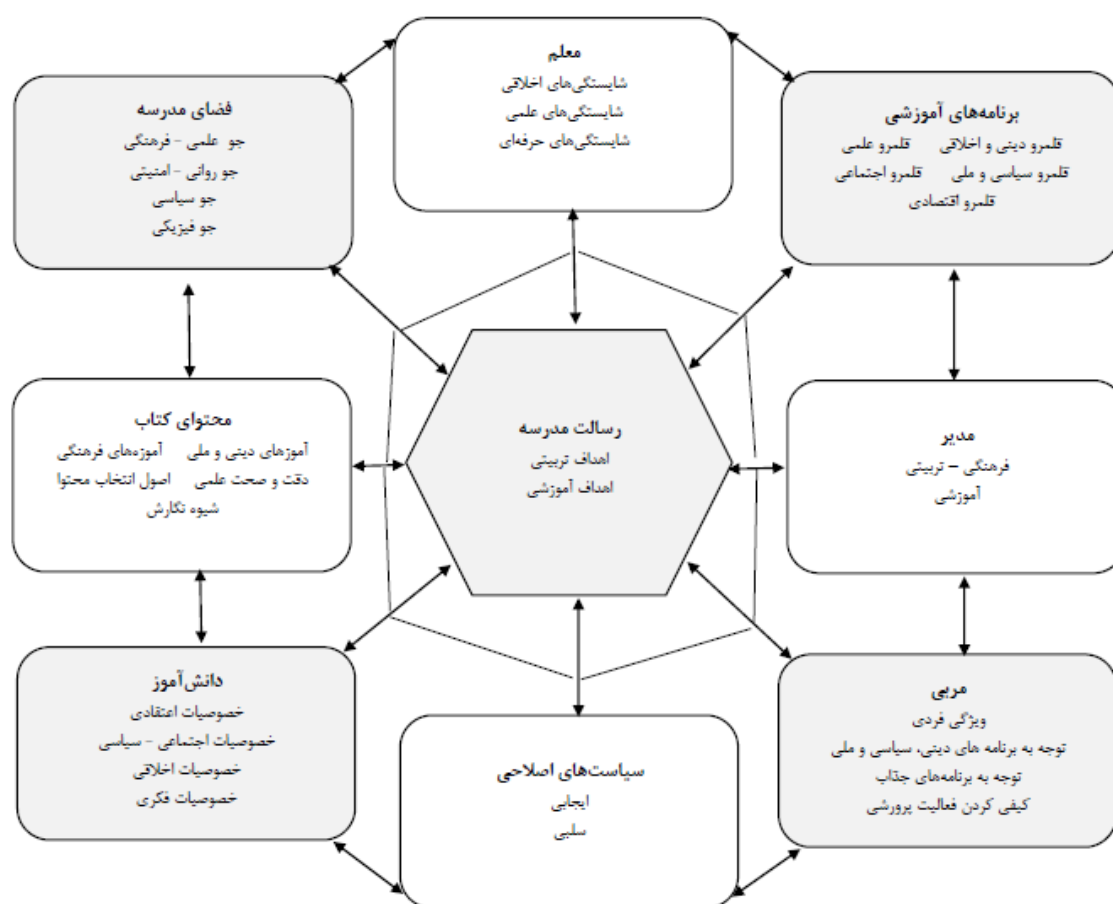 معلم
شایستگی‌های اخلاقی
شایستگی‌های علمی
شایستگی‌های حرفه‌ای
برنامه‌های آموزشی
قلمرو دینی و اخلاقی قلمرو علمی
قلمرو سیاسی و ملی قلمرو اجتماعی
قلمرو اقتصادی
فضای مدرسه
جو علمی - فرهنگی
جو روانی - امنیتی
جو سیاسی
جو فیزیکی
مدیر
فرهنگی – تربیتی
آموزشی
رسالت مدرسه
اهداف تربیتی
اهداف آموزشی
محتوای کتاب
آموزهای دینی و ملی آموزه‌های فرهنگی
دقت و صحت علمی اصول انتخاب محتوا
شیوه نگارش
مربی
ویژگی فردی
توجه به برنامه های دینی، سیاسی و ملی
توجه به برنامه‌های جذاب
کیفی کردن فعالیت پرورشی
سیاست‌های اصلاحی
ایجابی
سلبی
دانش‌آموز
خصوصیات اعتقادی
خصوصیات اجتماعی - سیاسی
خصوصیات اخلاقی
خصوصیات فکری